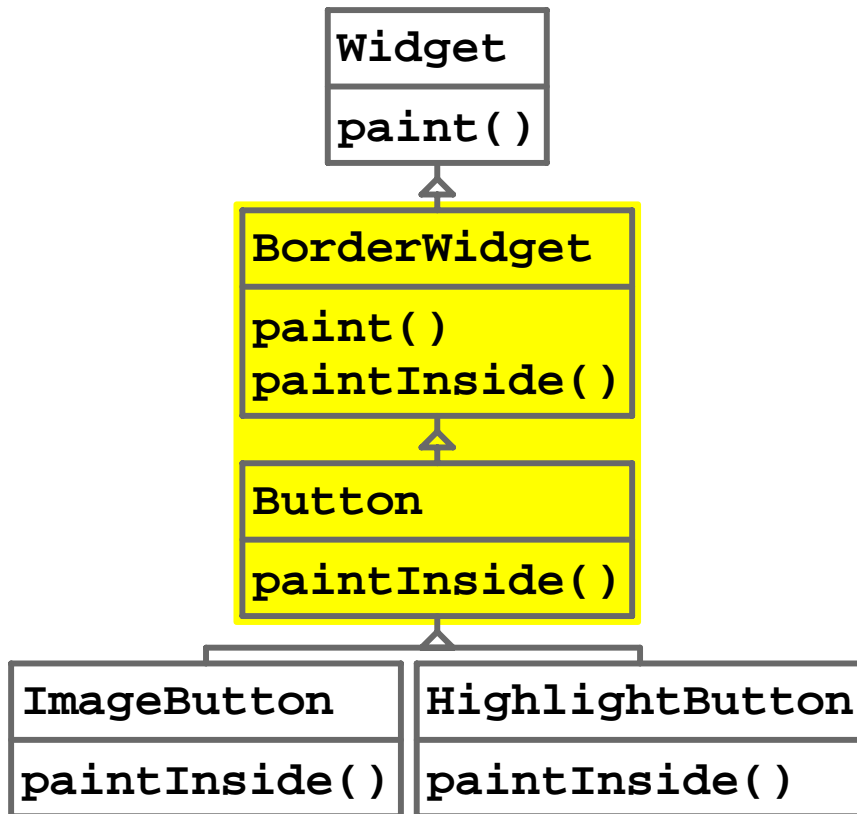 Widget
paint()
BorderWidget
paint()
paintInside()
Button
paintInside()
ImageButton
paintInside()
HighlightButton
paintInside()